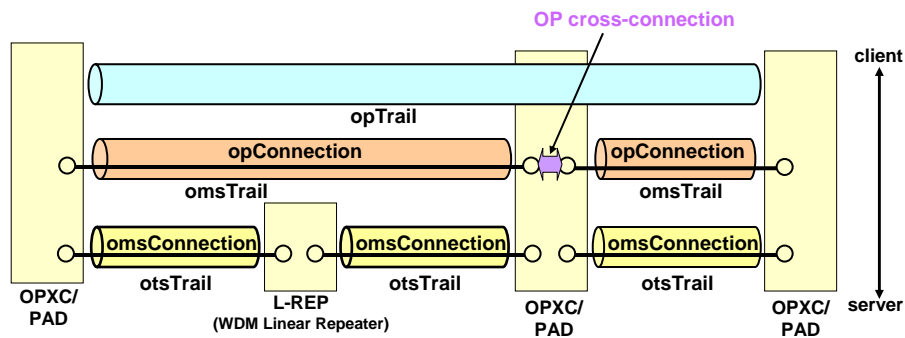 OP cross-connection
client
opTrail
opConnection
opConnection
omsTrail
omsTrail
omsConnection
omsConnection
omsConnection
otsTrail
otsTrail
otsTrail
OPXC/
PAD
L-REP
(WDM Linear Repeater)
OPXC/
PAD
OPXC/
PAD
server